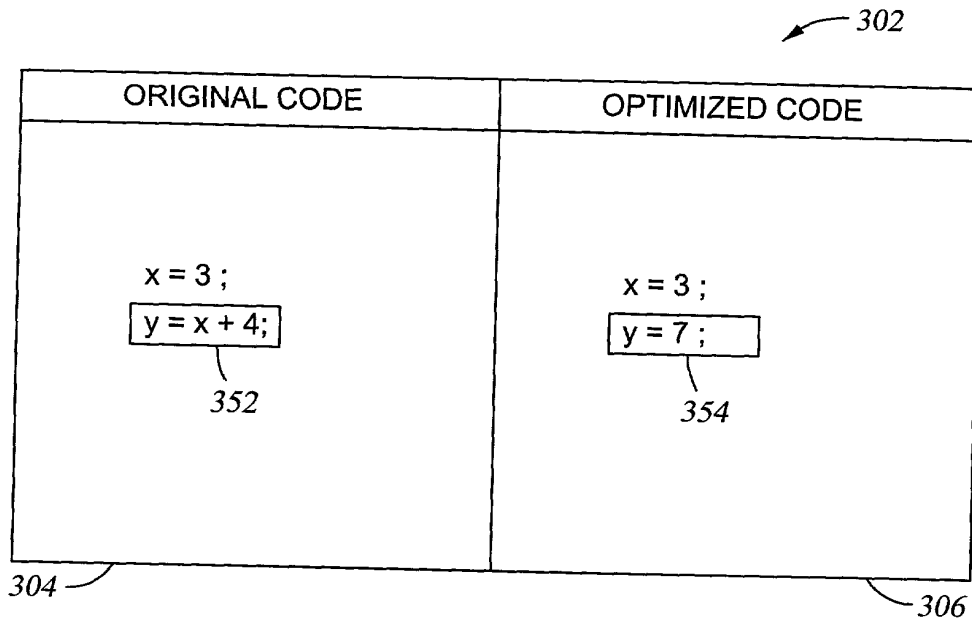 302
ORIGINAL CODE
OPTIMIZED CODE
x = 3 ;
y = x + 4;
352
x = 3 ;
y = 7 ;
354
304
306